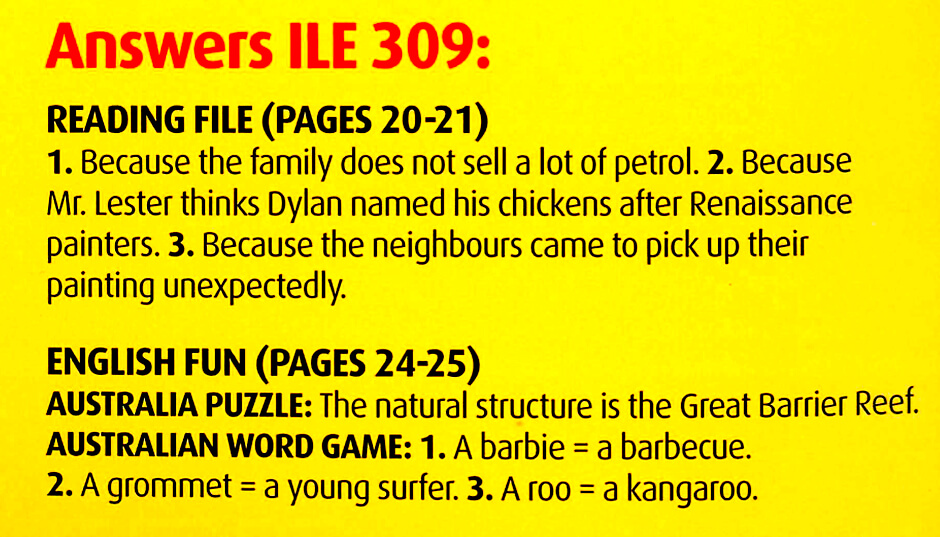 Answers ILE 309:
READING FILE (PAGES 20-21)
1. Because the family does not sell a lot of petrol. 2. Because
Mr. Lester thinks Dylan named his chickens after Renaissance
painters. 3. Because the neighbours came to pick up their
painting unexpectedly.
ENGLISH FUN (PAGES 24-25)
AUSTRALIA PUZZLE: The natural structure is the Great Barrier Reef.
AUSTRALIAN WORD GAME: 1. A barbie = a barbecue.
2. A grommet = a young surfer. 3. A roo = a kangaroo.